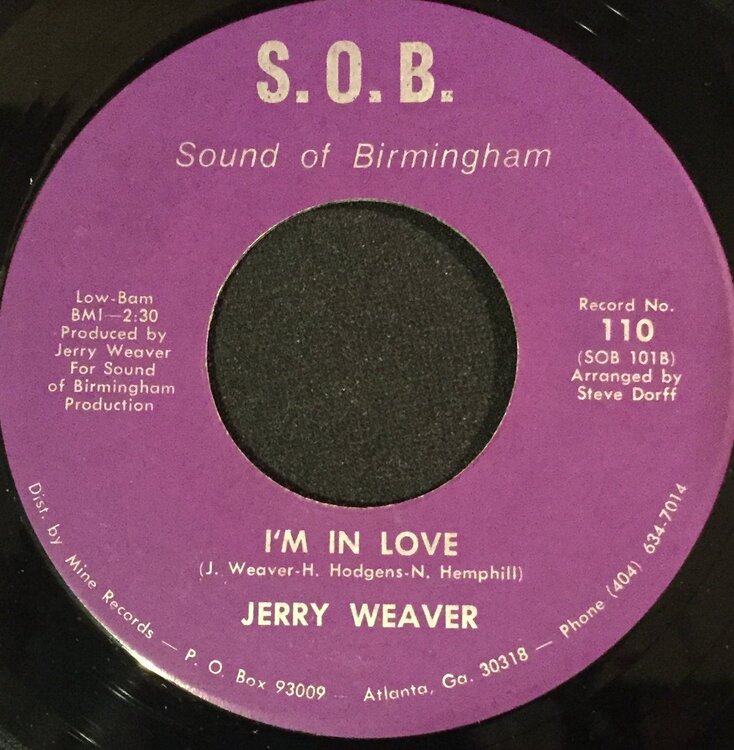 S.O.B.
Sound of Birmingham
Low-Bam
BMI—2:30
Produced by
Jerry Weaver
For Sound
of Birmingham
Production
Record No.
110
(SOB 101B)
Arranged by
Steve Dorff
I'M IN LOVE
(J. Weaver-H. Hodgens-N. Hemphill)
JERRY WEAVER
Dist. by Mine Records — P. O. Box 93009 — Atlanta, Ga. 30318 — Phone (404) 634-7014